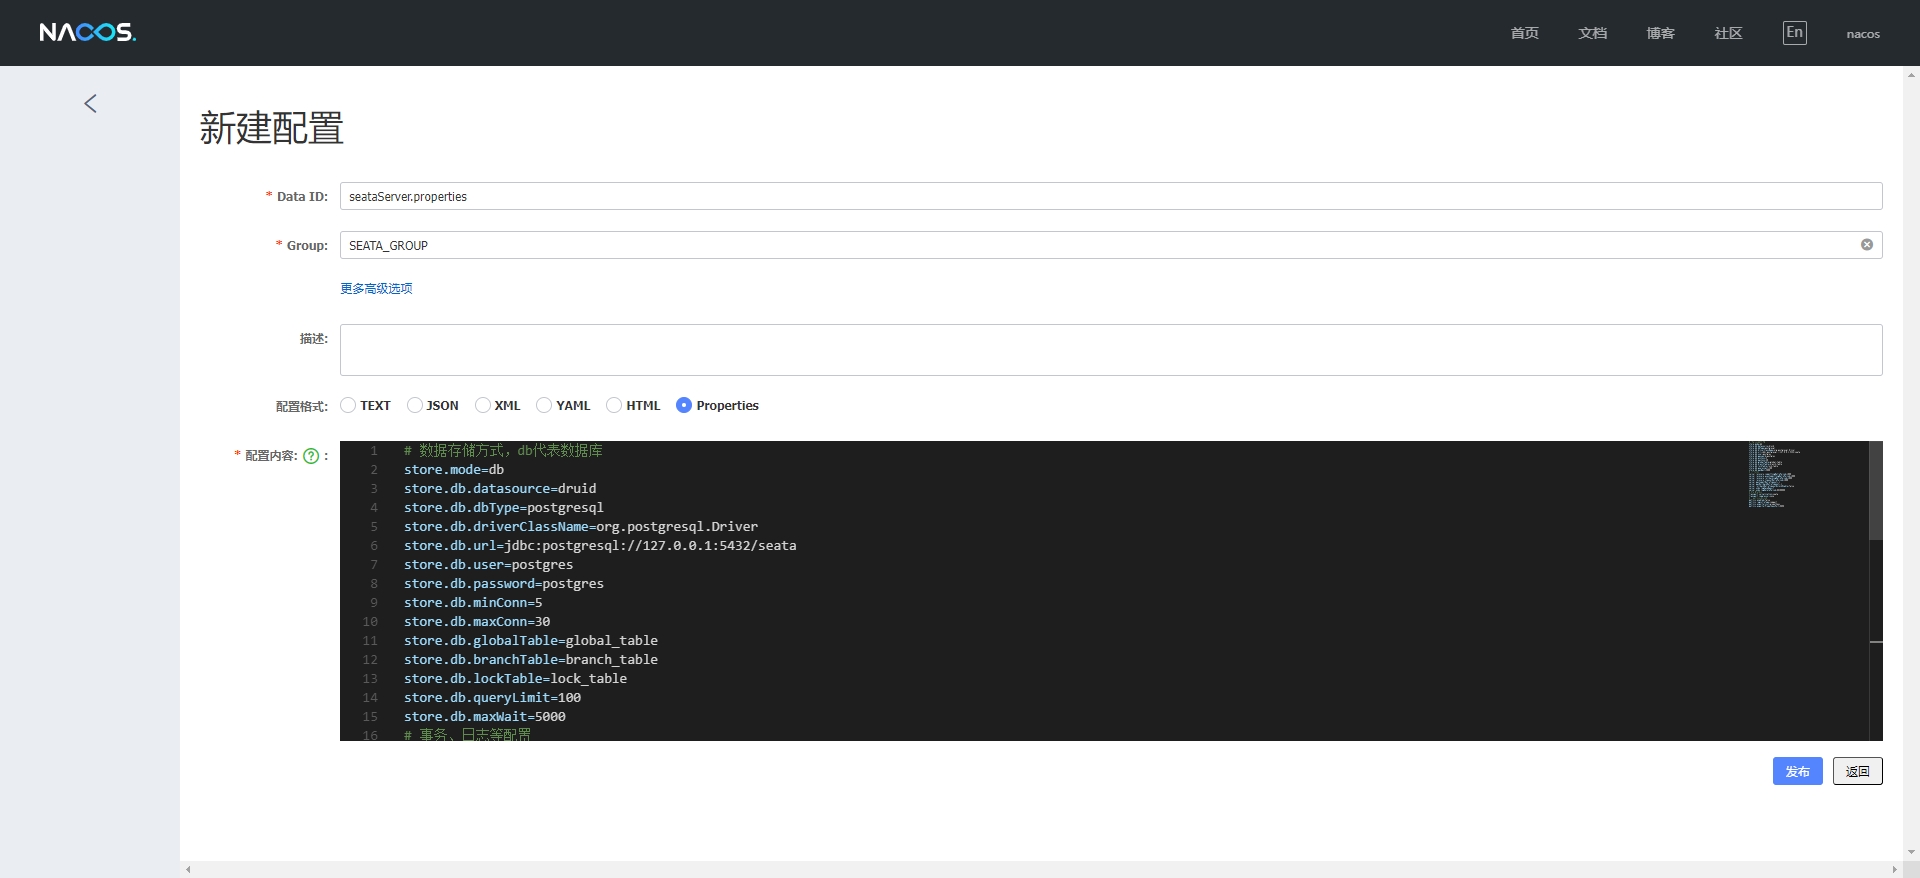 NACOS.
首页 文档 博客 社区 En nacos
新建配置
* Data ID: seataServer.properties
* Group: SEATA_GROUP
更多高级选项
描述:
配置格式: TEXT JSON XML YAML HTML Properties
* 配置内容: ? :
1 # 数据存储方式，db代表数据库
2 store.mode=db
3 store.db.datasource=druid
4 store.db.dbType=postgresql
5 store.db.driverClassName=org.postgresql.Driver
6 store.db.url=jdbc:postgresql://127.0.0.1:5432/seata
7 store.db.user=postgres
8 store.db.password=postgres
9 store.db.minConn=5
10 store.db.maxConn=30
11 store.db.globalTable=global_table
12 store.db.branchTable=branch_table
13 store.db.lockTable=lock_table
14 store.db.queryLimit=100
15 store.db.maxWait=5000
16 # 事务、日志等配置
发布 返回